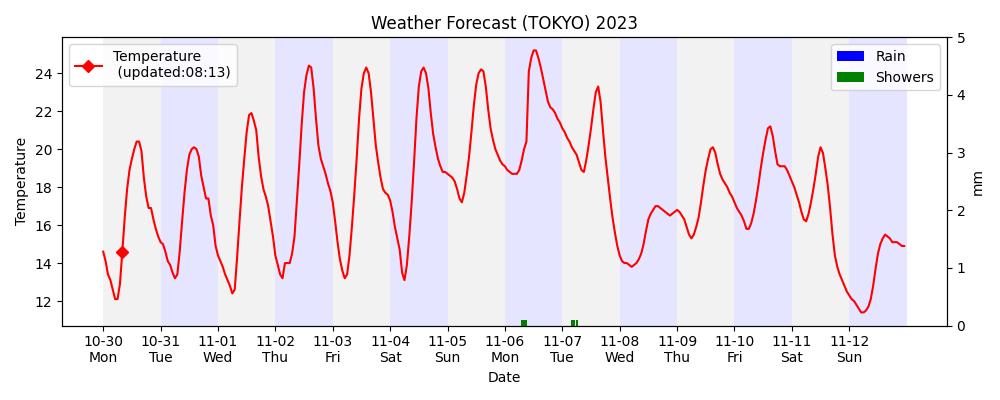 Weather Forecast (TOKYO) 2023
Temperature
(updated:08:13)
Rain
Showers
Temperature
24
22
20
18
16
14
12
5
4
3
2
1
0
mm
10-30 10-31 11-01 11-02 11-03 11-04 11-05 11-06 11-07 11-08 11-09 11-10 11-11 11-12
Mon Tue Wed Thu Fri Sat Sun Mon Tue Wed Thu Fri Sat Sun
Date